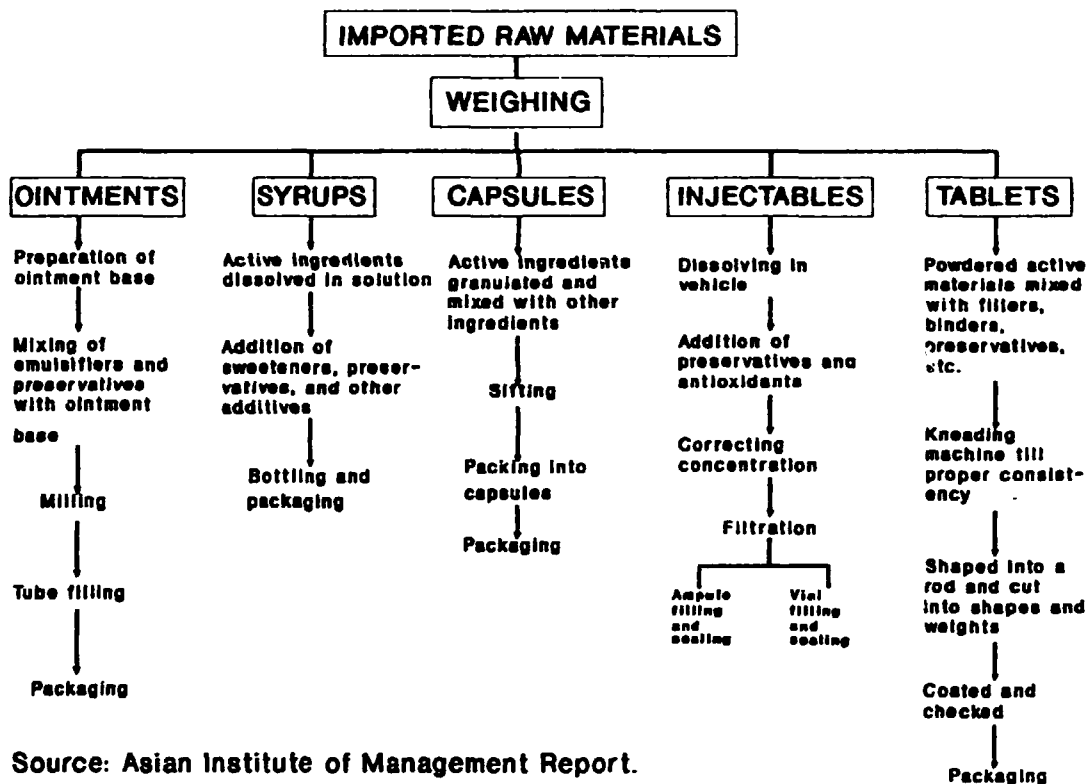 IMPORTED RAW MATERIALS
WEIGHING
OINTMENTS
Preparation of
ointment base
Mixing of
emulsifiers and
preservatives
with ointment
base
Milling
Tube filling
Packaging
SYRUPS
Active ingredients
dissolved in solution
Addition of
sweeteners, preser-
vatives, and other
additives
Bottling and
packaging
CAPSULES
Active ingredients
granulated and
mixed with other
ingredients
Sifting
Packing into
capsules
Packaging
INJECTABLES
Dissolving in
vehicle
Addition of
preservatives and
antioxidants
Correcting
concentration
Filtration
Ampule
filling
and
sealing
Vial
filling
and
sealing
TABLETS
Powdered active
materials mixed
with fillers,
binders,
preservatives,
etc.
Kneading
machine till
proper consist-
ency
Shaped into a
rod and cut
into shapes and
weights
Coated and
checked
Packaging
Source: Asian Institute of Management Report.